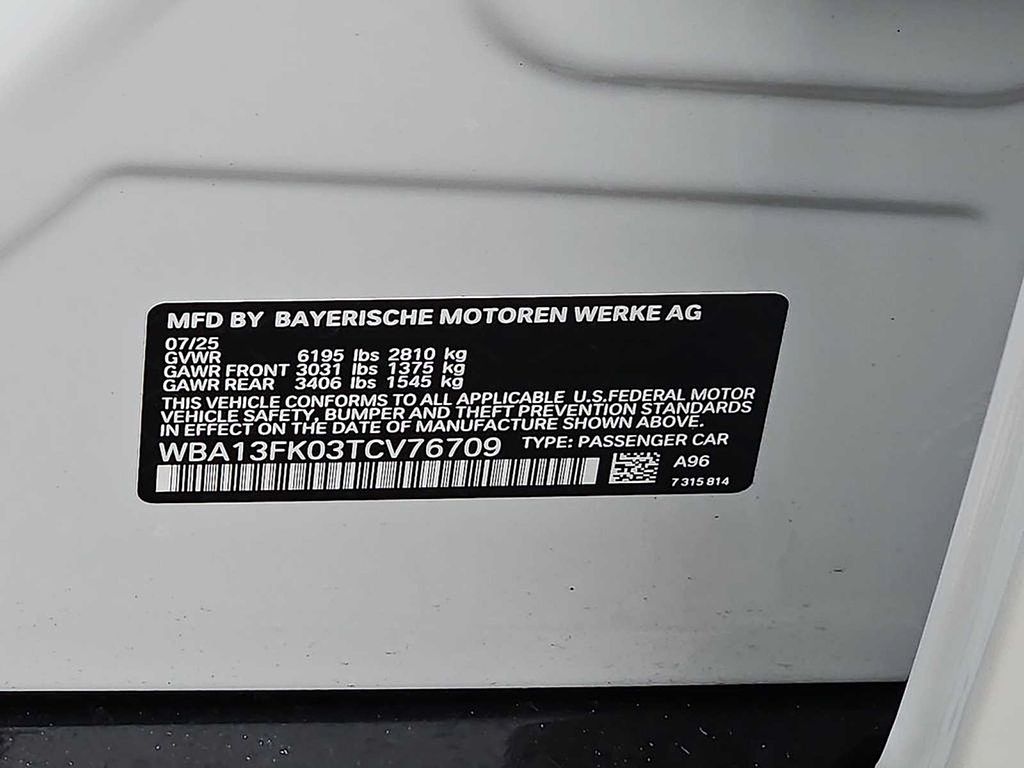 MFD BY BAYERISCHE MOTOREN WERKE AG
07/25
GVWR 6195 lbs 2810 kg
GAWR FRONT 3031 lbs 1375 kg
GAWR REAR 3406 lbs 1545 kg
THIS VEHICLE CONFORMS TO ALL APPLICABLE U.S.FEDERAL MOTOR
VEHICLE SAFETY, BUMPER AND THEFT PREVENTION STANDARDS
IN EFFECT ON THE DATE OF MANUFACTURE SHOWN ABOVE.
WBA13FK03TCV76709 TYPE: PASSENGER CAR
A96
7 315 814